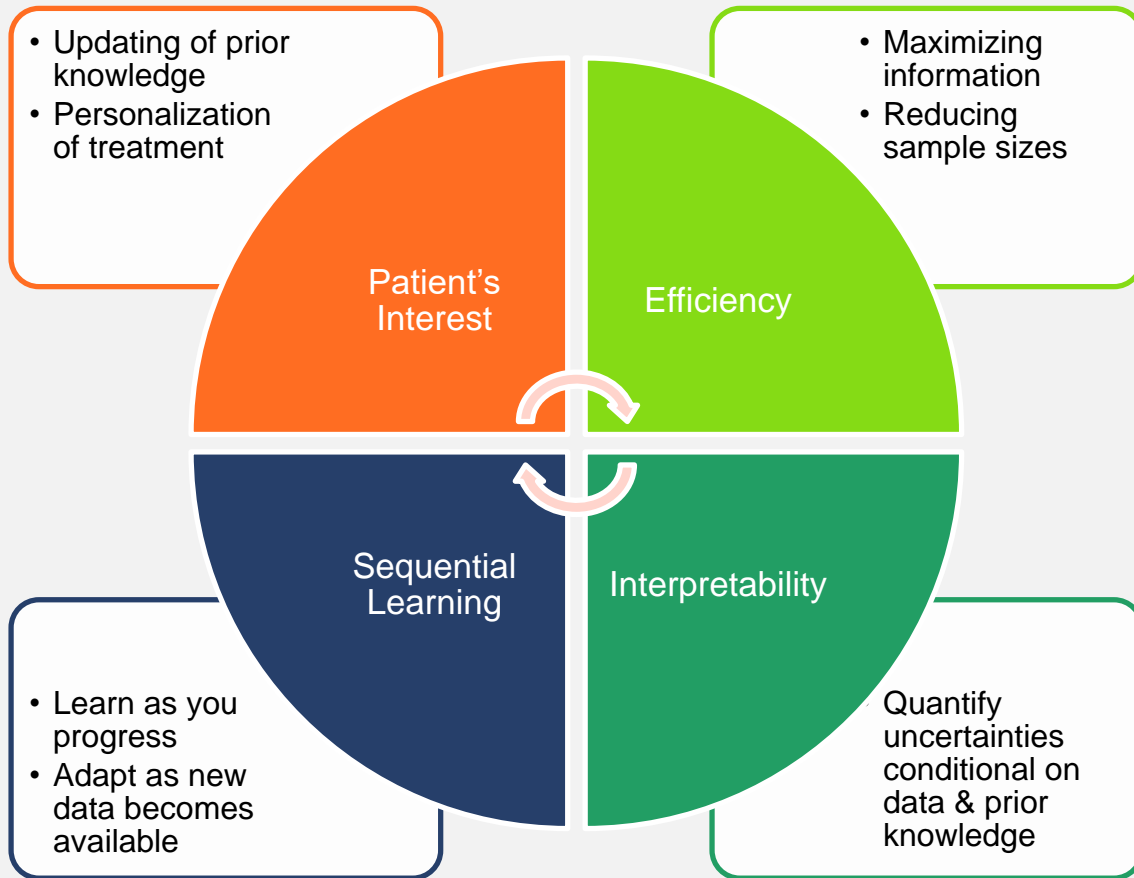 • Updating of prior
knowledge
• Personalization
of treatment
• Maximizing
information
• Reducing
sample sizes
Patient’s
Interest
Efficiency
Sequential
Learning
Interpretability
• Learn as you
progress
• Adapt as new
data becomes
available
Quantify
uncertainties
conditional on
data & prior
knowledge